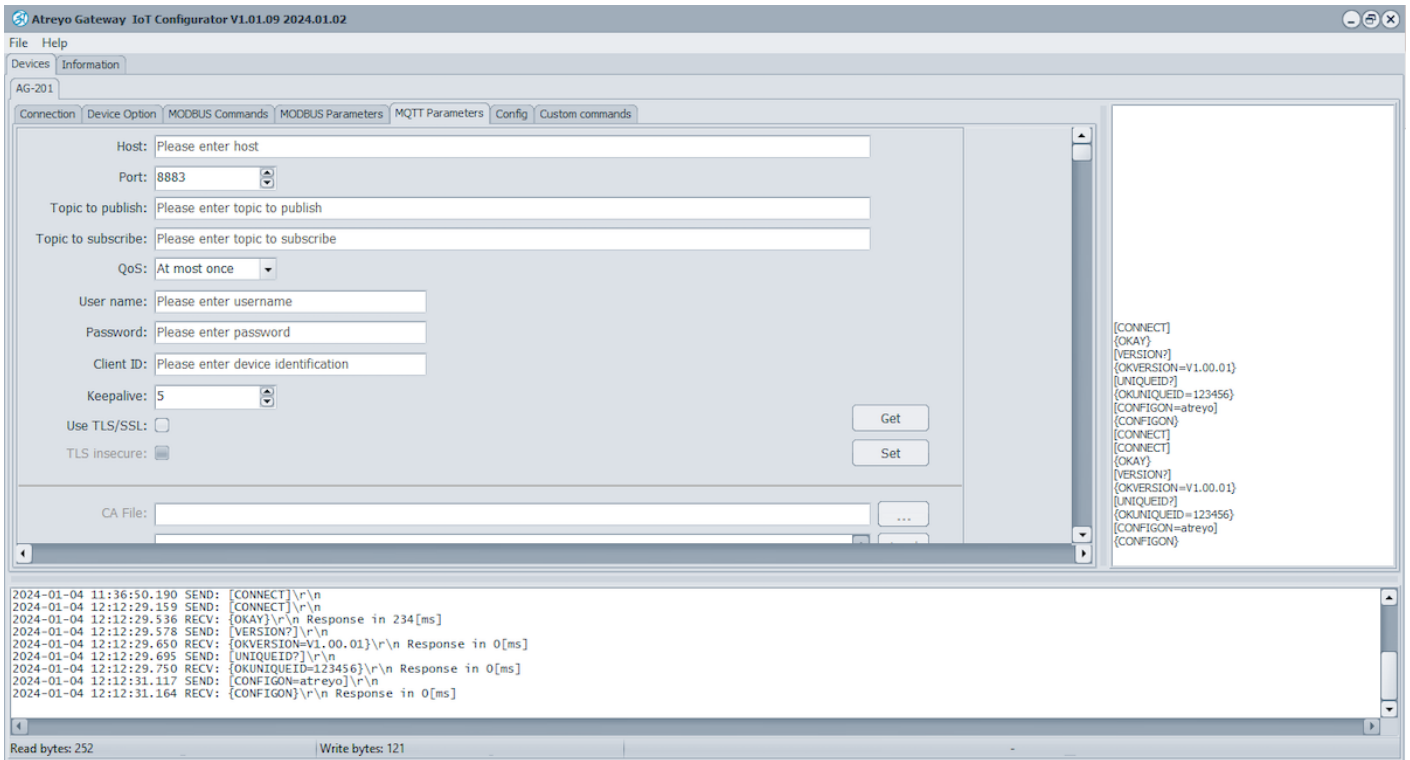 Atreyo Gateway IoT Configurator V1.01.09 2024.01.02
File Help
Devices Information
AG-201
Connection Device Option MODBUS Commands MODBUS Parameters MQTT Parameters Config Custom commands
Host: Please enter host
Port: 8883
Topic to publish: Please enter topic to publish
Topic to subscribe: Please enter topic to subscribe
QoS: At most once
User name: Please enter username
Password: Please enter password
Client ID: Please enter device identification
Keepalive: 5
Use TLS/SSL:
Get
TLS insecure:
Set
CA File:
...
[CONNECT]
{OKAY}
[VERSION?]
{OKVERSION=V1.00.01}
[UNIQUEID?]
{OKUNIQUEID=123456}
[CONFIGON=atreyo]
{CONFIGON}
[CONNECT]
[CONNECT]
{OKAY}
[VERSION?]
{OKVERSION=V1.00.01}
[UNIQUEID?]
{OKUNIQUEID=123456}
[CONFIGON=atreyo]
{CONFIGON}
2024-01-04 11:36:50.190 SEND: [CONNECT]\r\n
2024-01-04 12:12:29.159 SEND: [CONNECT]\r\n
2024-01-04 12:12:29.536 RECV: {OKAY}\r\n Response in 234[ms]
2024-01-04 12:12:29.578 SEND: [VERSION?]\r\n
2024-01-04 12:12:29.650 RECV: {OKVERSION=V1.00.01}\r\n Response in 0[ms]
2024-01-04 12:12:29.695 SEND: [UNIQUEID?]\r\n
2024-01-04 12:12:29.750 RECV: {OKUNIQUEID=123456}\r\n Response in 0[ms]
2024-01-04 12:12:31.117 SEND: [CONFIGON=atreyo]\r\n
2024-01-04 12:12:31.164 RECV: {CONFIGON}\r\n Response in 0[ms]
Read bytes: 252 Write bytes: 121 -